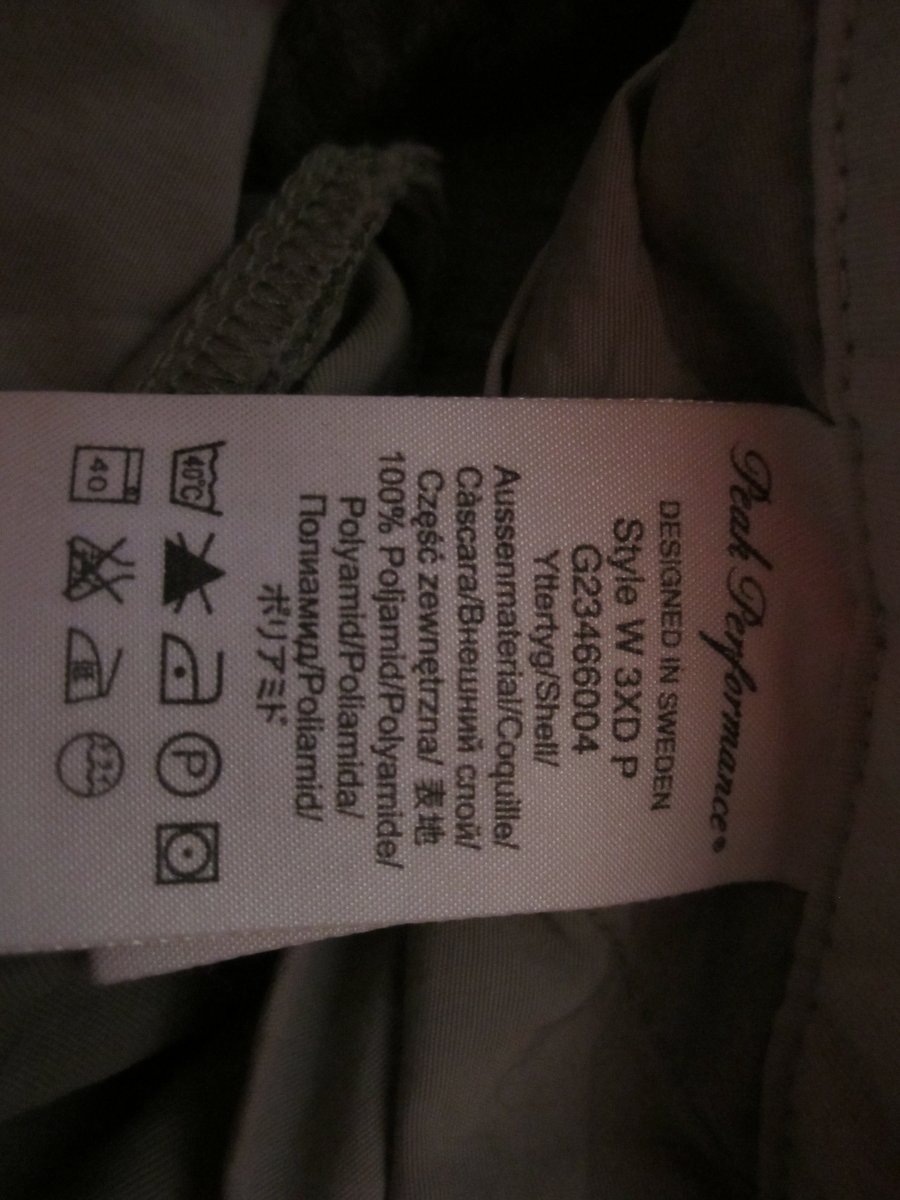 Peak Performance®
DESIGNED IN SWEDEN
Style W 3XD P
G23466004
Yttertyg/Shell/
Aussenmaterial/Coquille/
Càscara/Внешний слой/
Część zewnętrzna/ 表地
100% Poljamid/Polyamide/
Polyamid/Poliamida/
Полиамид/Poliamid/
ポリアミド
40°C P
40